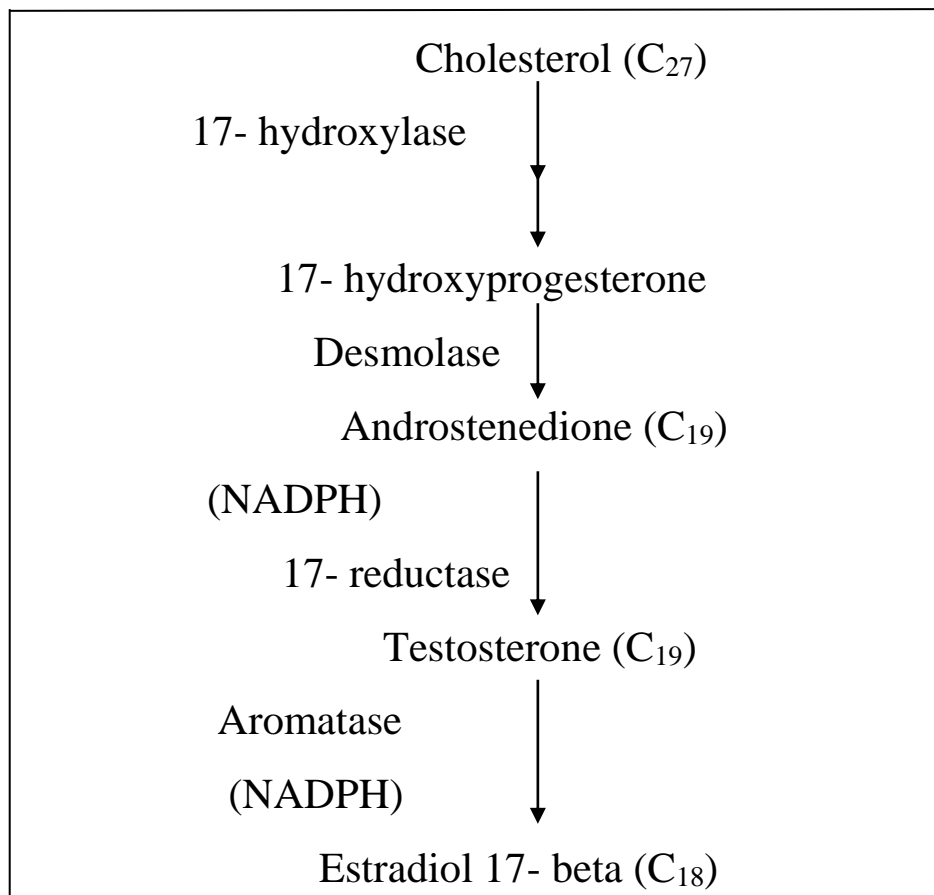 Cholesterol (C₂₇)
17- hydroxylase
17- hydroxyprogesterone
Desmolase
Androstenedione (C₁₉)
(NADPH)
17- reductase
Testosterone (C₁₉)
Aromatase
(NADPH)
Estradiol 17- beta (C₁₈)